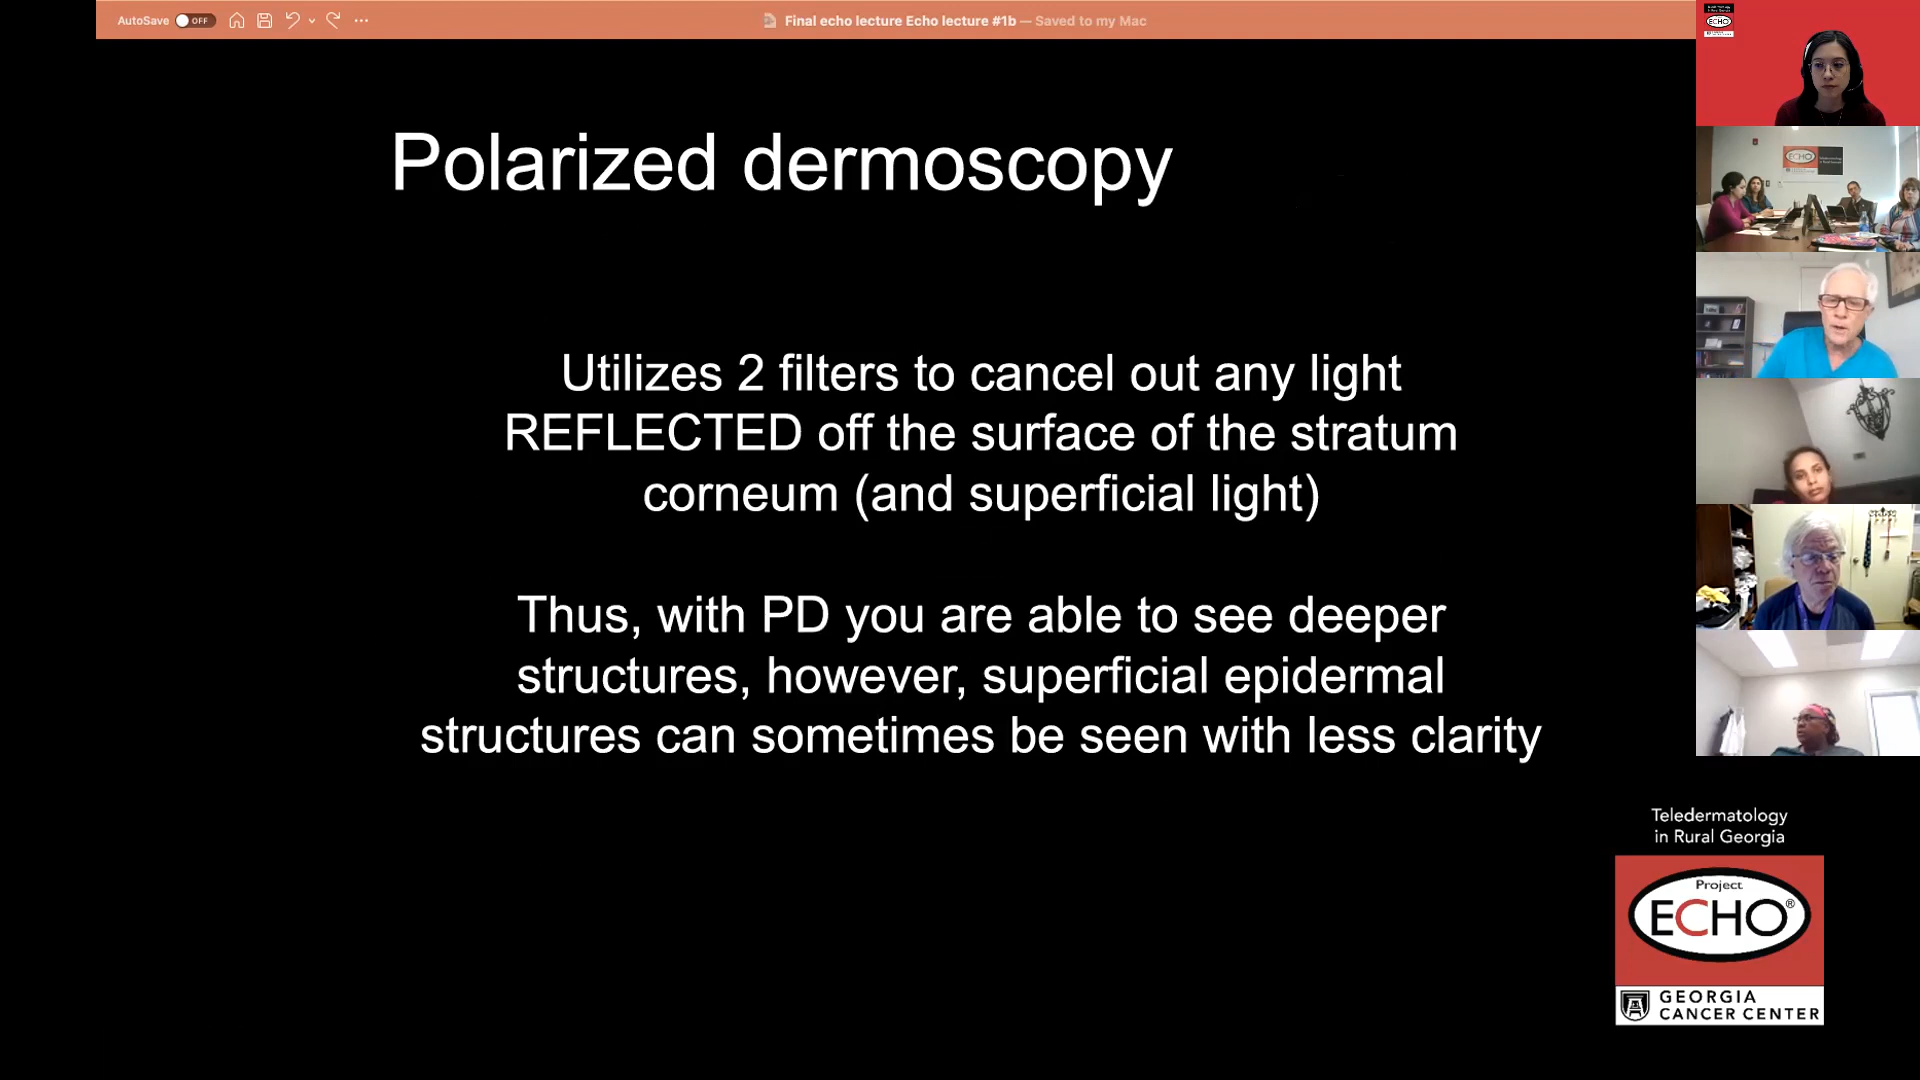 AutoSave OFF
Final echo lecture Echo lecture #1b — Saved to my Mac
Polarized dermoscopy
Utilizes 2 filters to cancel out any light
REFLECTED off the surface of the stratum
corneum (and superficial light)
Thus, with PD you are able to see deeper
structures, however, superficial epidermal
structures can sometimes be seen with less clarity
ECHO
ECHO
Teledermatology
in Rural Georgia
Project
ECHO®
GEORGIA
CANCER CENTER